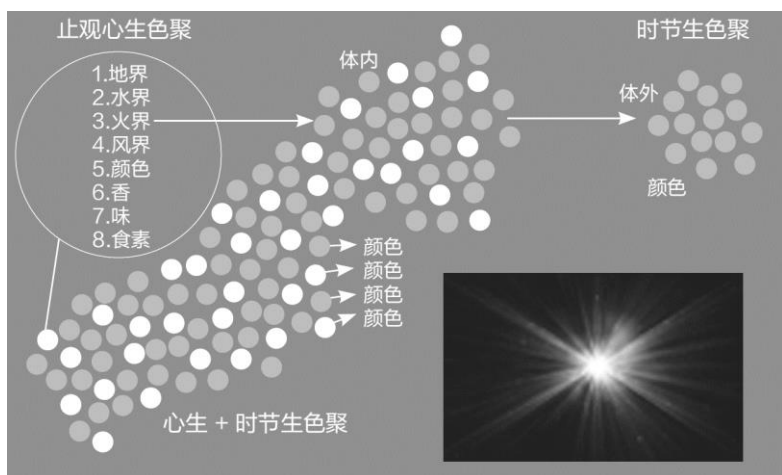 止观心生色聚
1.地界
2.水界
3.火界
4.风界
5.颜色
6.香
7.味
8.食素
体内
时节生色聚
体外
颜色
颜色
颜色
颜色
颜色
心生 + 时节生色聚